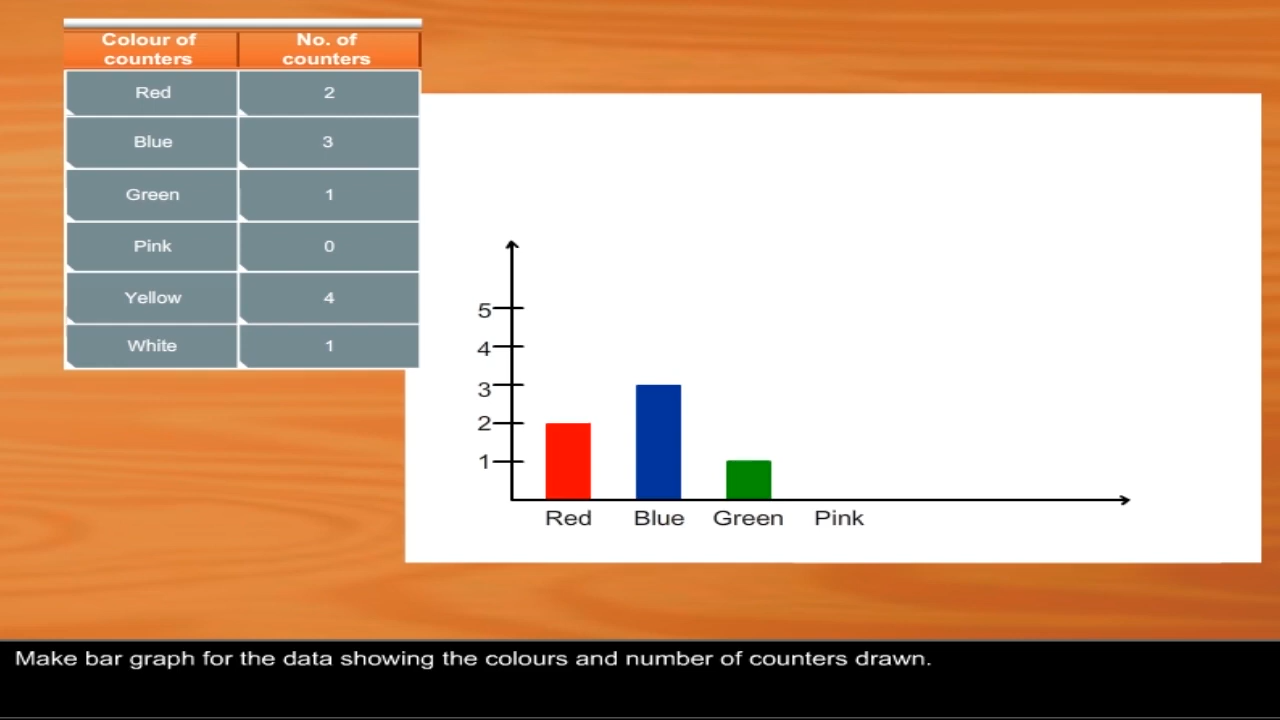 Colour of counters No. of counters
Red 2
Blue 3
Green 1
Pink 0
Yellow 4
White 1
5
4
3
2
1
Red Blue Green Pink
Make bar graph for the data showing the colours and number of counters drawn.